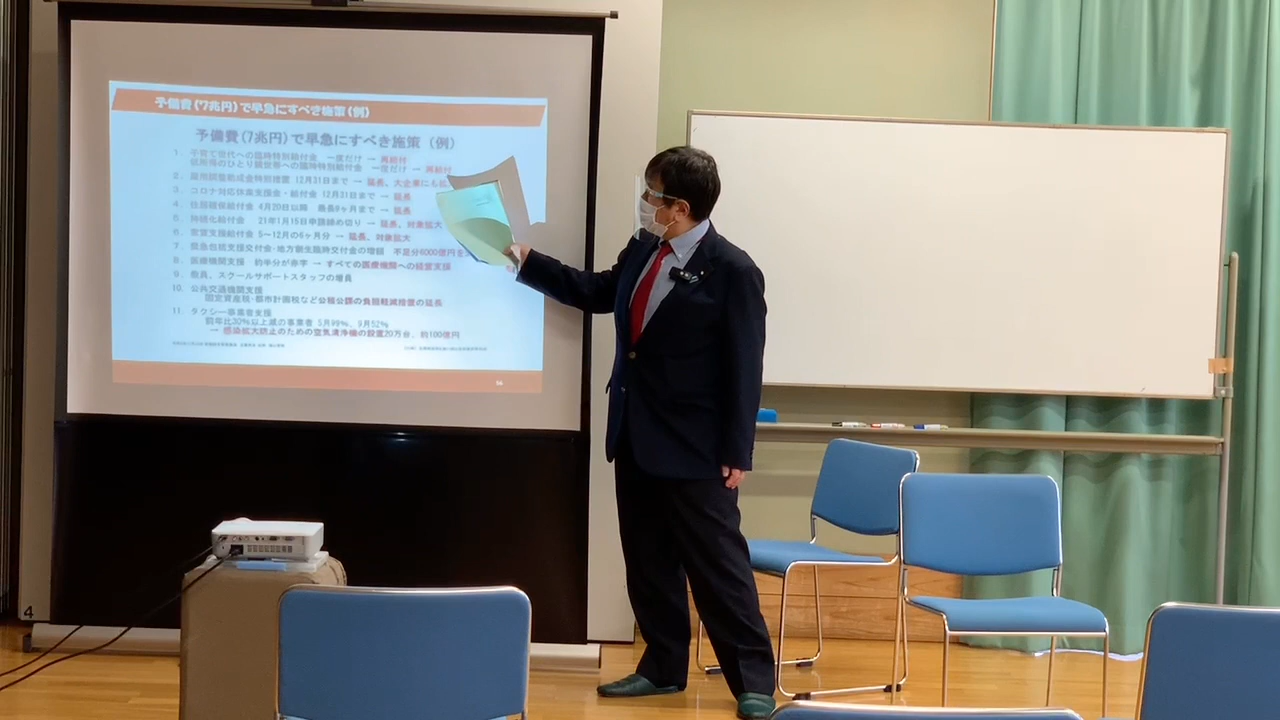 予備費(7兆円)で早急にすべき施策(例)
予備費(7兆円)で早急にすべき施策(例)
1. 子育て世代への臨時特別給付金 一度だけ → 再給付
低所得のひとり親世帯への臨時特別給付金 一度だけ → 再給付
2. 雇用調整助成金特例措置 12月31日まで → 延長、大企業にも拡
3. コロナ対応休業支援金・給付金 12月31日まで → 延長
4. 住居確保給付金 4月20日以降 最長9ヶ月まで → 延長
5. 持続化給付金 21年1月15日申請締め切り → 延長、対象拡大
6. 家賃支援給付金 5~12月の6ヶ月分 → 延長、対象拡大
7. 緊急包括支援交付金・地方創生臨時交付金の増額 不足分6000億円を
8. 医療機関支援 約半分が赤字 → すべての医療機関への経営支援
9. 教員、スクールサポートスタッフの増員
10. 公共交通機関支援
固定資産税・都市計画税など公租公課の負担軽減措置の延長
11. タクシー事業者支援
前年比30%以上減の事業者 5月99%、9月52%
→ 感染拡大防止のための空気清浄機の設置20万台、約100億円
56
4